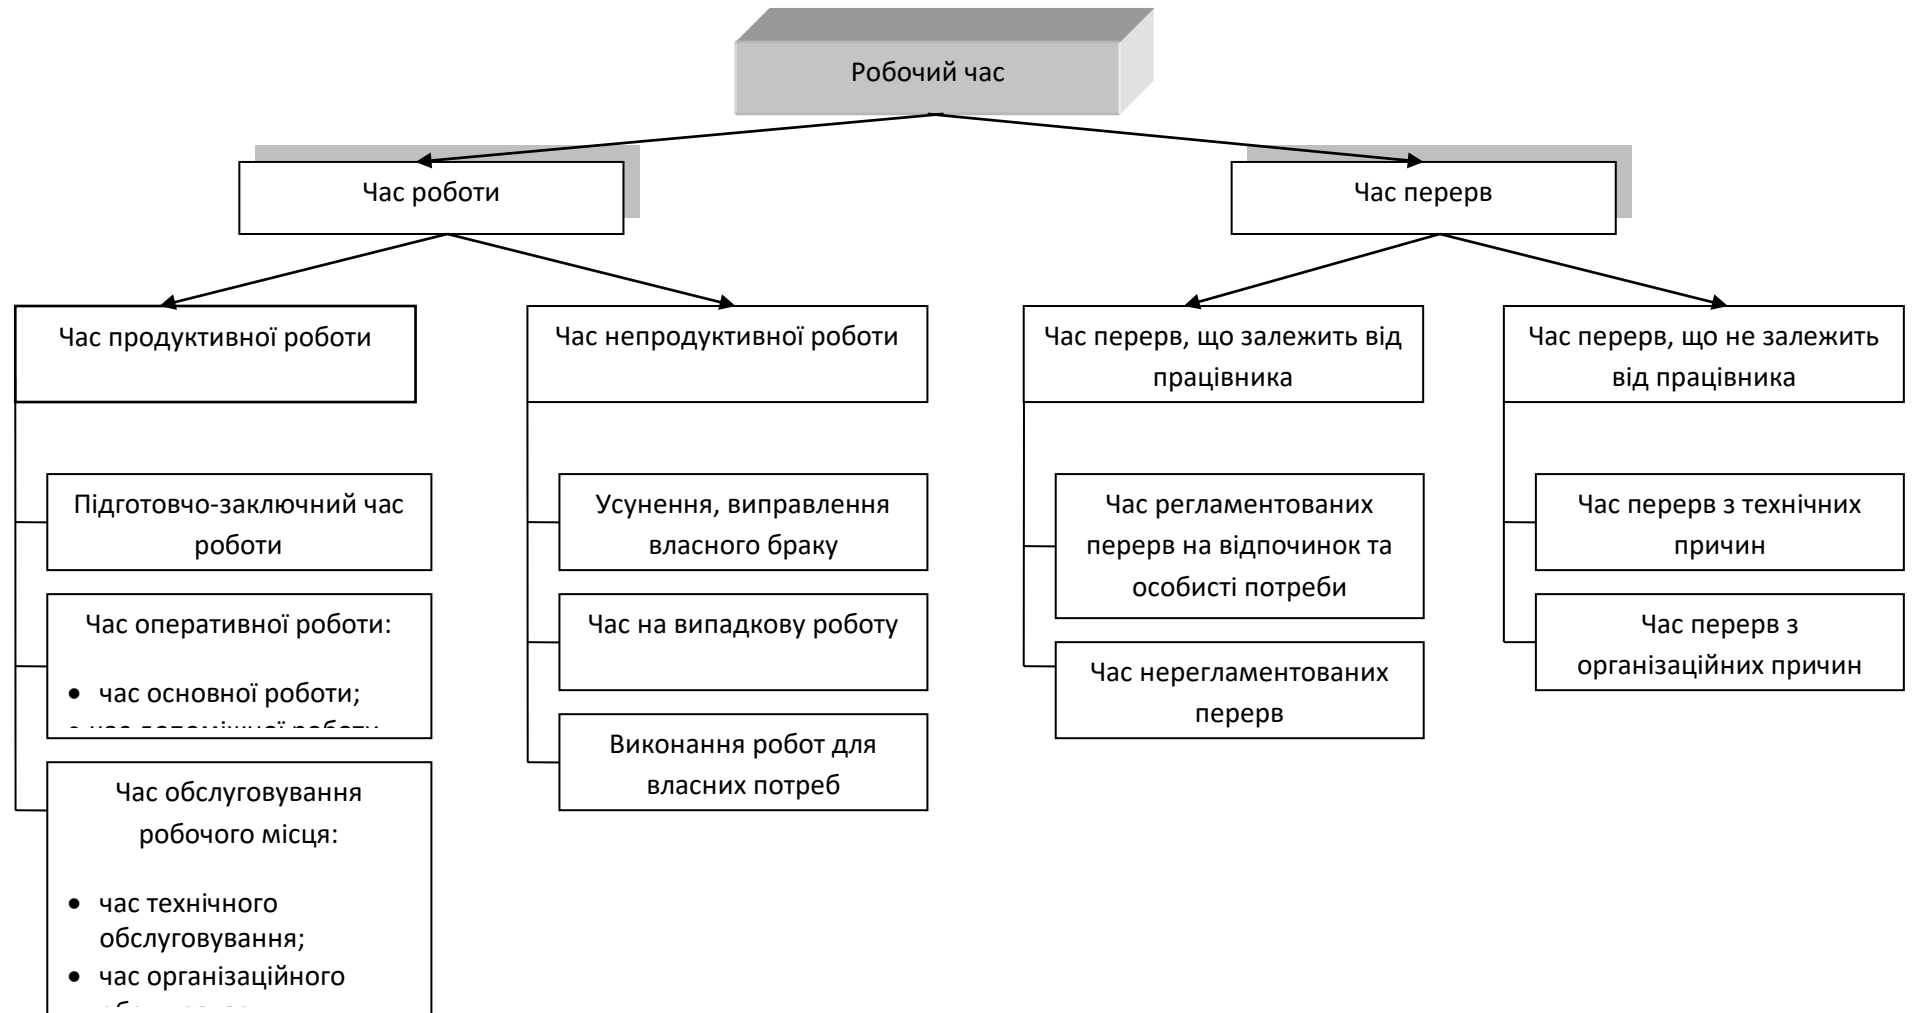 Робочий час
Час роботи
Час перерв
Час продуктивної роботи
Час непродуктивної роботи
Час перерв, що залежить від
працівника
Час перерв, що не залежить
від працівника
Підготовчо-заключний час
роботи
Час оперативної роботи:
• час основної роботи;
Час обслуговування
робочого місця:
• час технічного
обслуговування;
• час організаційного
Усунення, виправлення
власного браку
Час на випадкову роботу
Виконання робот для
власних потреб
Час регламентованих
перерв на відпочинок та
особисті потреби
Час нерегламентованих
перерв
Час перерв з технічних
причин
Час перерв з
організаційних причин